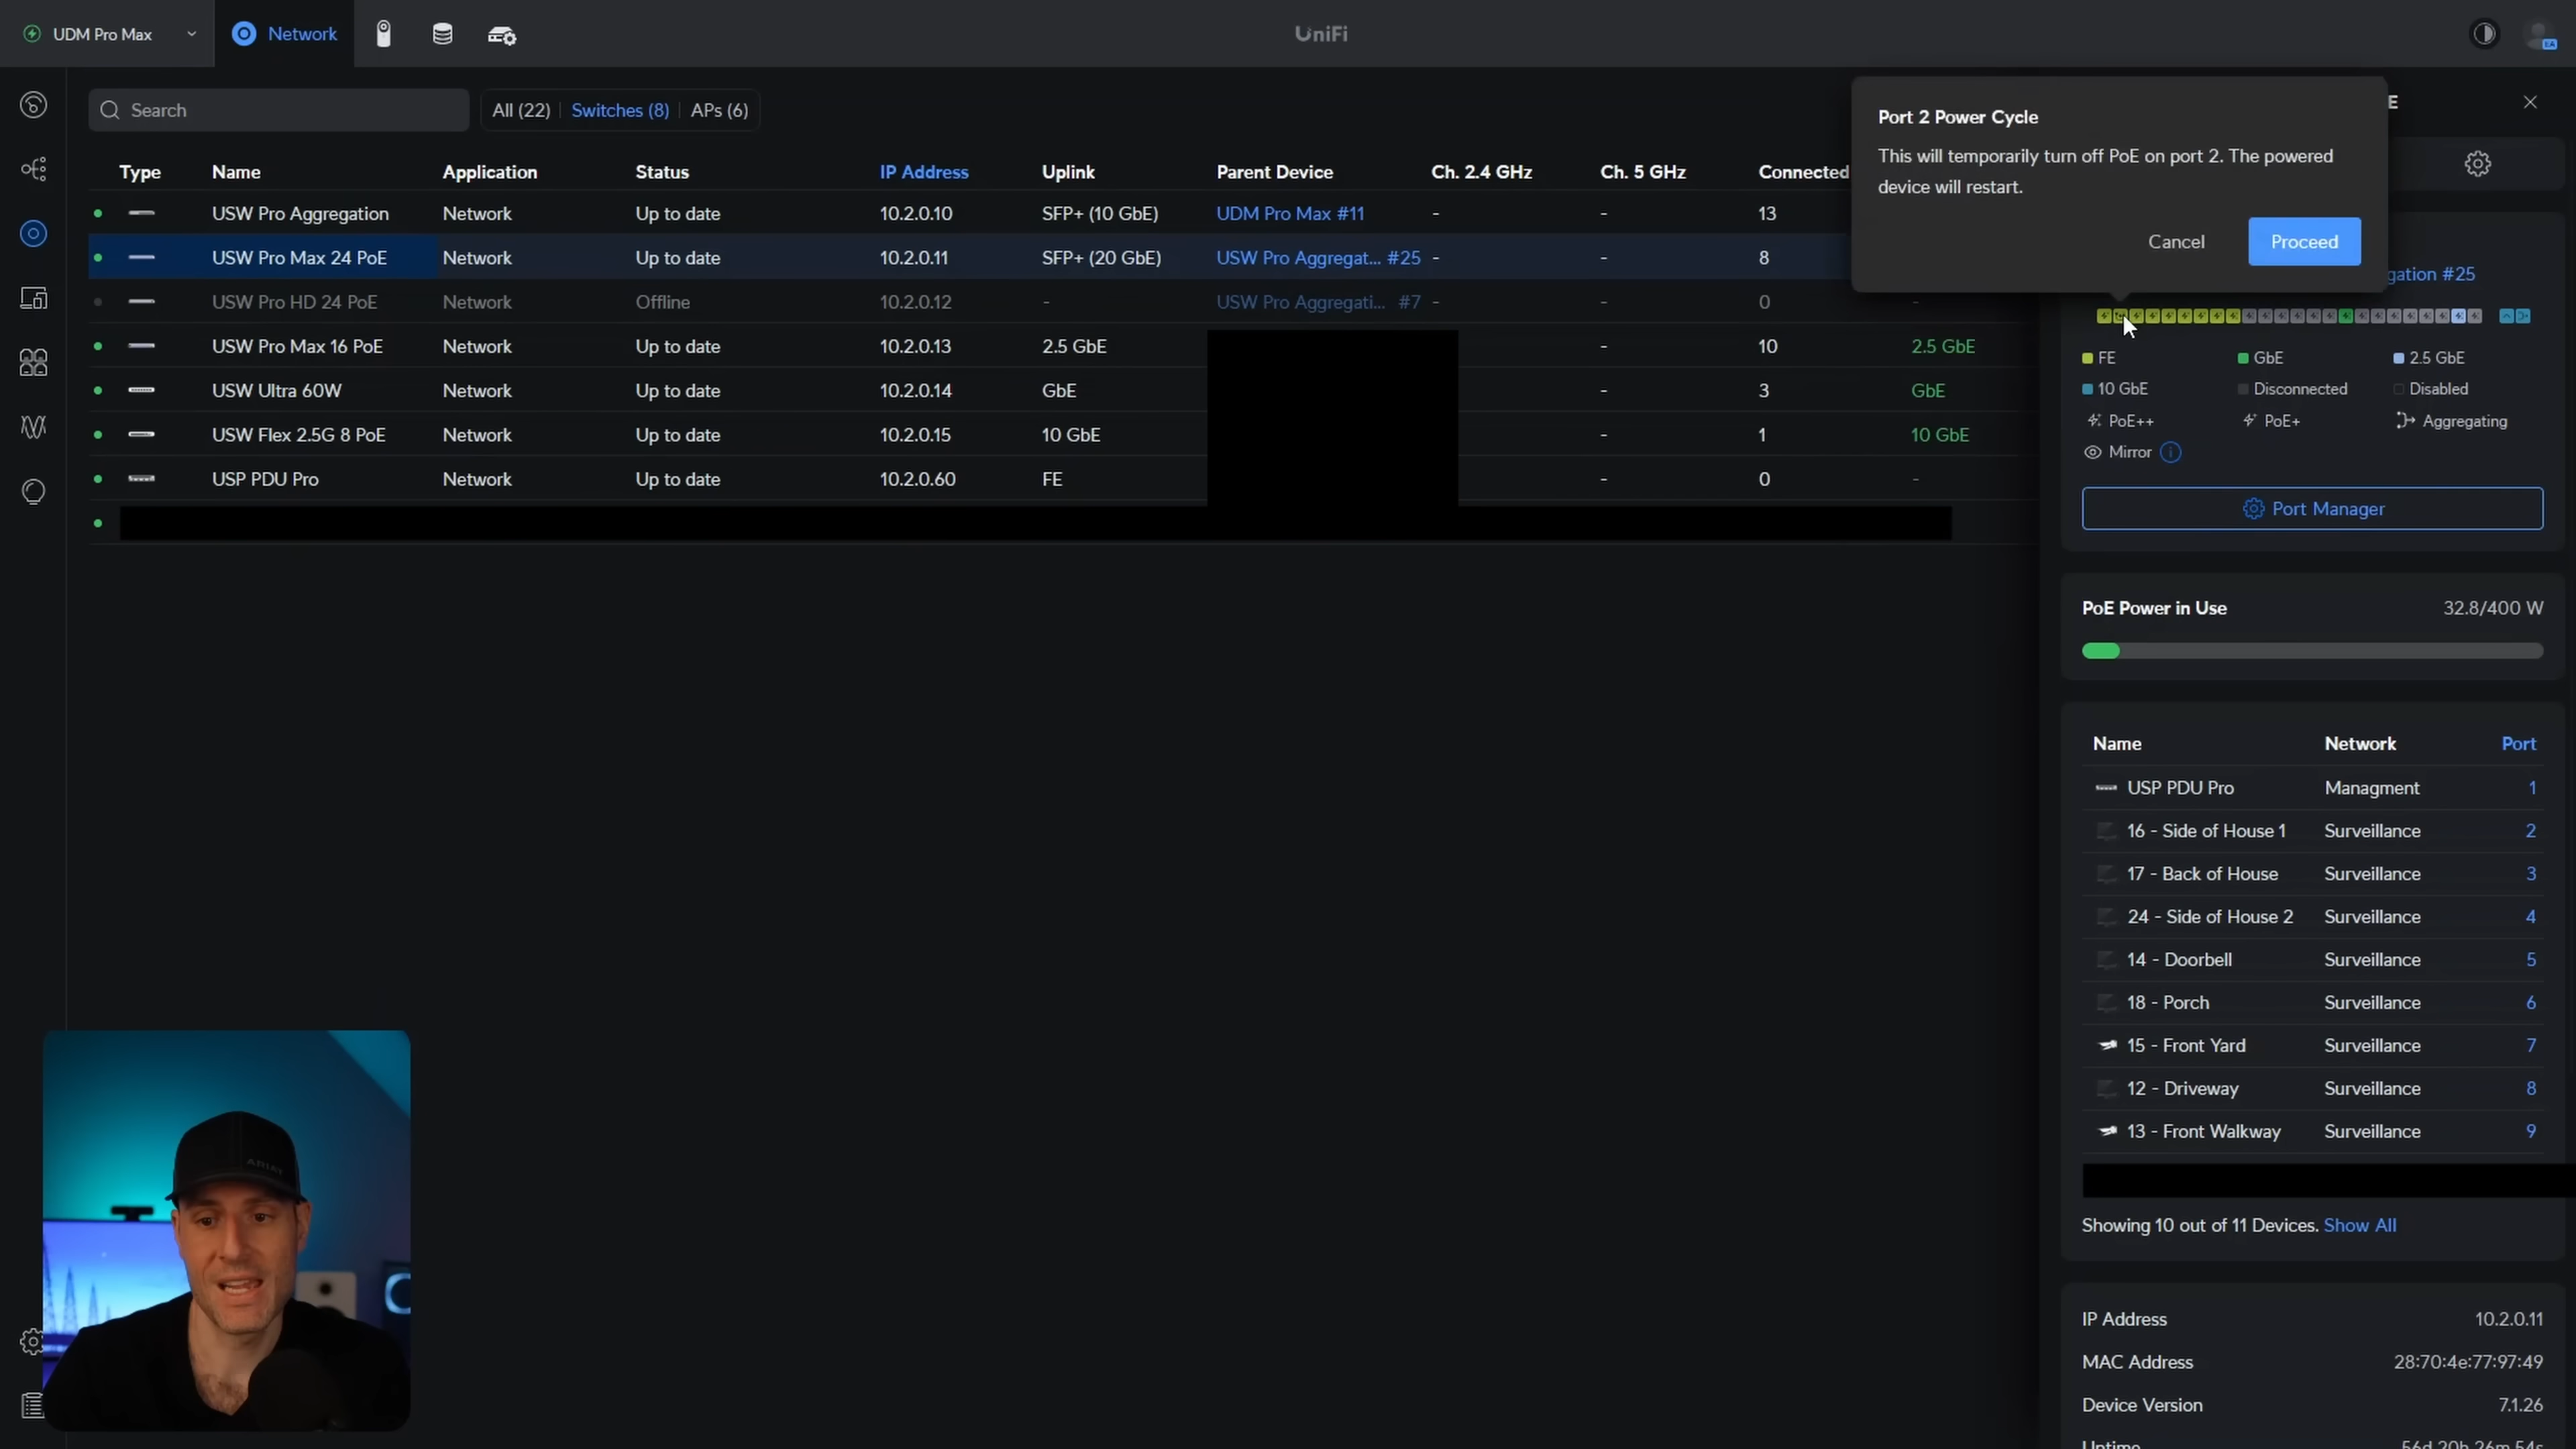 UDM Pro Max
Network
UniFi
Search
All (22) | Switches (8) | APs (6)
Type Name Application Status IP Address Uplink Parent Device Ch. 2.4 GHz Ch. 5 GHz Connected
USW Pro Aggregation Network Up to date 10.2.0.10 SFP+ (10 GbE) UDM Pro Max #11 - - 13
USW Pro Max 24 PoE Network Up to date 10.2.0.11 SFP+ (20 GbE) USW Pro Aggregat... #25 - - 8
USW Pro HD 24 PoE Network Offline 10.2.0.12 - USW Pro Aggregati... #7 - - 0 -
USW Pro Max 16 PoE Network Up to date 10.2.0.13 2.5 GbE - 10 2.5 GbE
USW Ultra 60W Network Up to date 10.2.0.14 GbE - 3 GbE
USW Flex 2.5G 8 PoE Network Up to date 10.2.0.15 10 GbE - 1 10 GbE
USP PDU Pro Network Up to date 10.2.0.60 FE - 0 -
E
Port 2 Power Cycle
This will temporarily turn off PoE on port 2. The powered
device will restart.
Cancel Proceed
gation #25
FE GbE 2.5 GbE
10 GbE Disconnected Disabled
PoE++ PoE+ Aggregating
Mirror
Port Manager
PoE Power in Use 32.8/400 W
Name Network Port
USP PDU Pro Managment 1
16 - Side of House 1 Surveillance 2
17 - Back of House Surveillance 3
24 - Side of House 2 Surveillance 4
14 - Doorbell Surveillance 5
18 - Porch Surveillance 6
15 - Front Yard Surveillance 7
12 - Driveway Surveillance 8
13 - Front Walkway Surveillance 9
Showing 10 out of 11 Devices. Show All
IP Address 10.2.0.11
MAC Address 28:70:4e:77:97:49
Device Version 7.1.26
Uptime 56d 20h 26m 54s
ARIAT